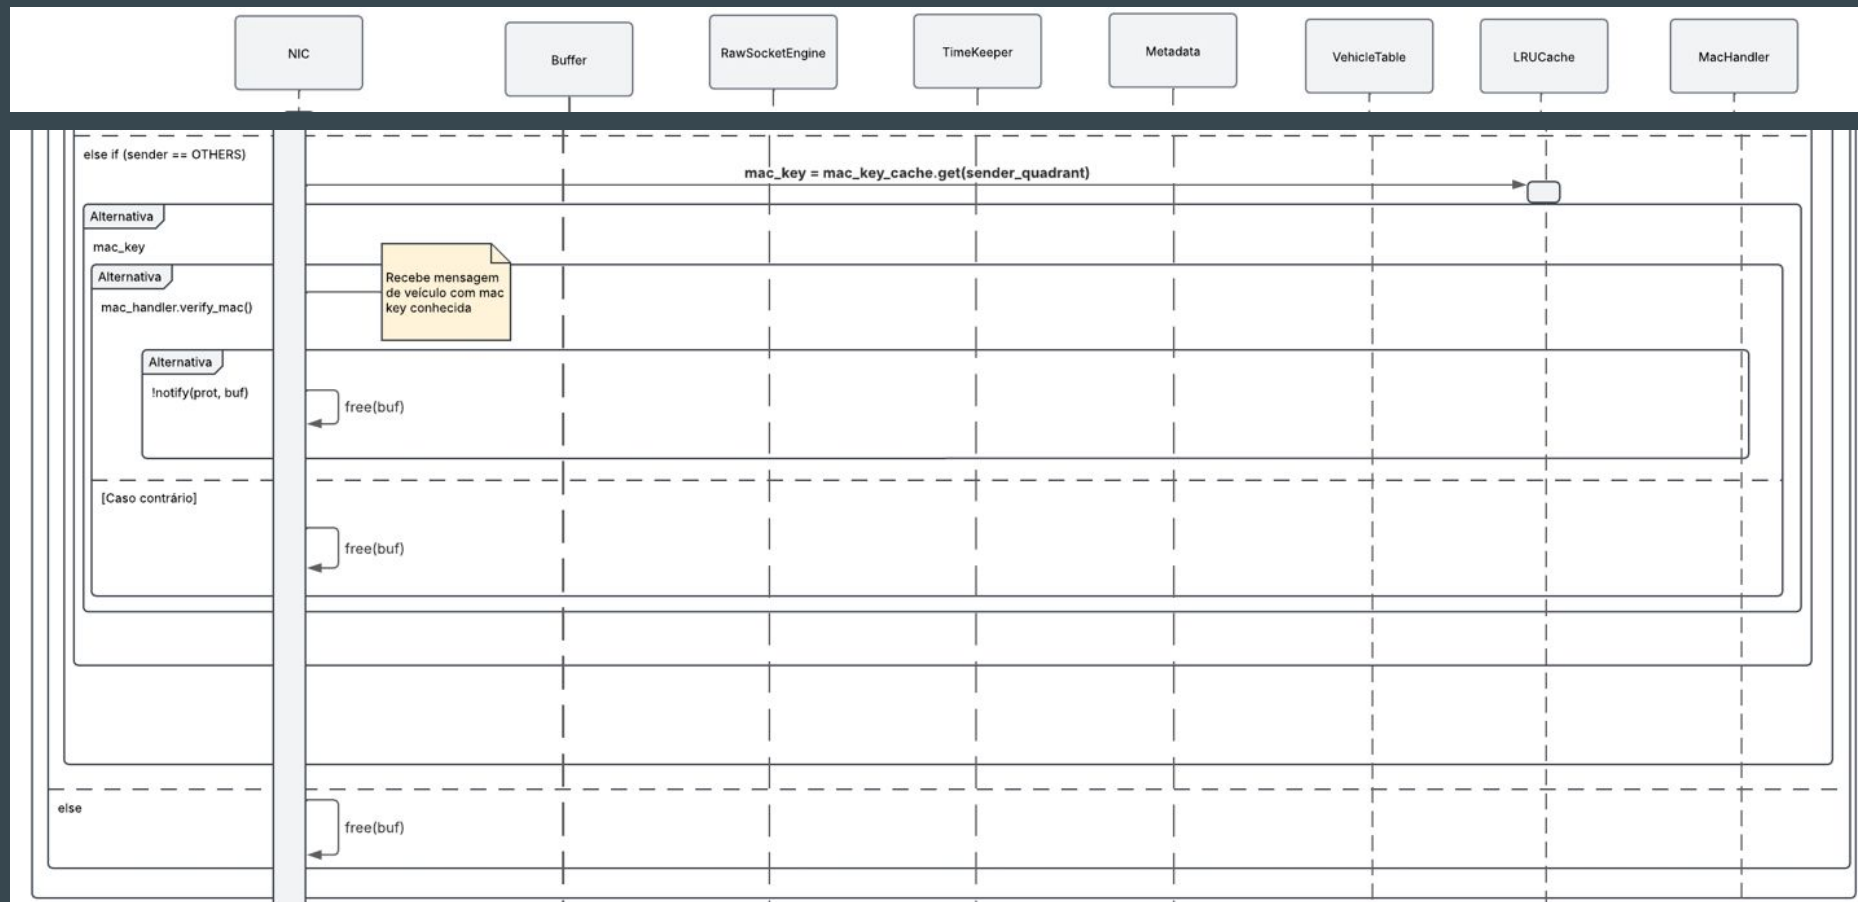 NIC
Buffer
RawSocketEngine
TimeKeeper
Metadata
VehicleTable
LRUCache
MacHandler
else if (sender == OTHERS)
mac_key = mac_key_cache.get(sender_quadrant)
Alternativa
mac_key
Alternativa
mac_handler.verify_mac()
Recebe mensagem
de veículo com mac
key conhecida
Alternativa
!notify(prot, buf)
free(buf)
[Caso contrário]
free(buf)
else
free(buf)